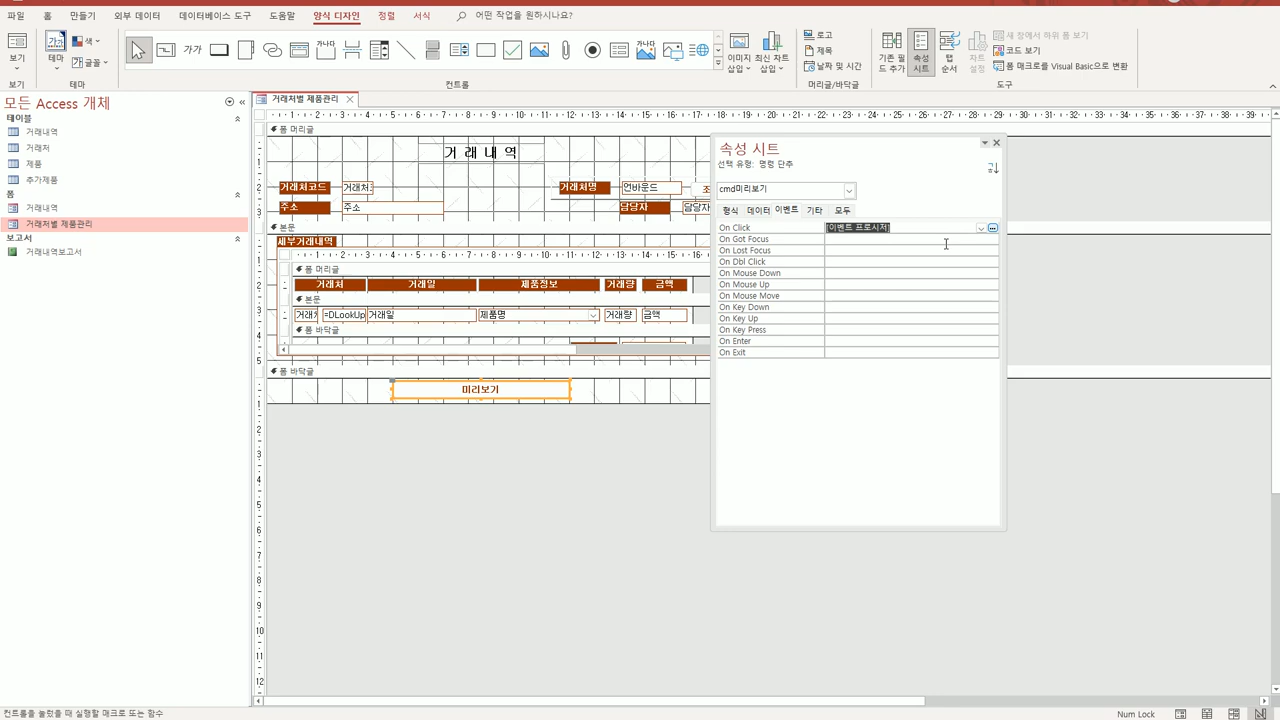 파일 홈 만들기 외부 데이터 데이터베이스 도구 도움말 양식 디자인 정렬 서식 어떤 작업을 원하시나요?
보기
테마
색
글꼴
가가
가나다
이미지 삽입
최신 차트 삽입
로고
제목
날짜 및 시간
기존 필드 추가
속성 시트
탭 순서
차트 설정
새 창에서 하위 폼 보기
코드 보기
폼 매크로를 Visual Basic으로 변환
보기 테마 컨트롤 머리글/바닥글 도구
모든 Access 개체
테이블
거래내역
거래처
제품
추가제품
폼
거래내역
거래처별 제품관리
보고서
거래내역보고서
거래처별 제품관리
폼 머리글
거 래 내 역
거래처코드 거래처: 거래처명 언바운드 조
주소 주소 담당자 담당자
본문
세부거래내역
폼 머리글
거래처 거래일 제품정보 거래량 금액
본문
거래처 =DLookUp 거래일 제품명 거래량 금액
폼 바닥글
폼 바닥글
미리보기
속성 시트
선택 유형: 명령 단추
cmd미리보기
형식 데이터 이벤트 기타 모두
On Click [이벤트 프로시저]
On Got Focus
On Lost Focus
On Dbl Click
On Mouse Down
On Mouse Up
On Mouse Move
On Key Down
On Key Up
On Key Press
On Enter
On Exit
컨트롤을 눌렀을 때 실행할 매크로 또는 함수
Num Lock